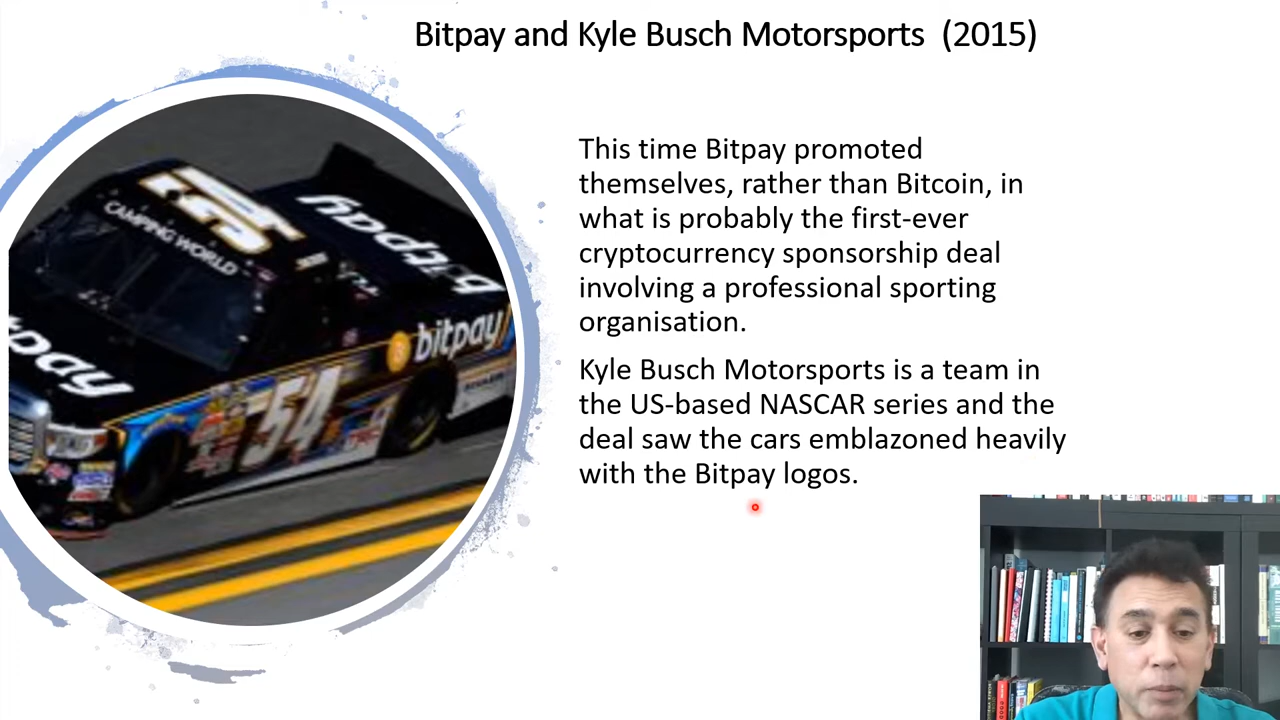 Bitpay and Kyle Busch Motorsports (2015)
This time Bitpay promoted
themselves, rather than Bitcoin, in
what is probably the first-ever
cryptocurrency sponsorship deal
involving a professional sporting
organisation.
Kyle Busch Motorsports is a team in
the US-based NASCAR series and the
deal saw the cars emblazoned heavily
with the Bitpay logos.
54
CAMPING WORLD
bitpay
bitpay
54